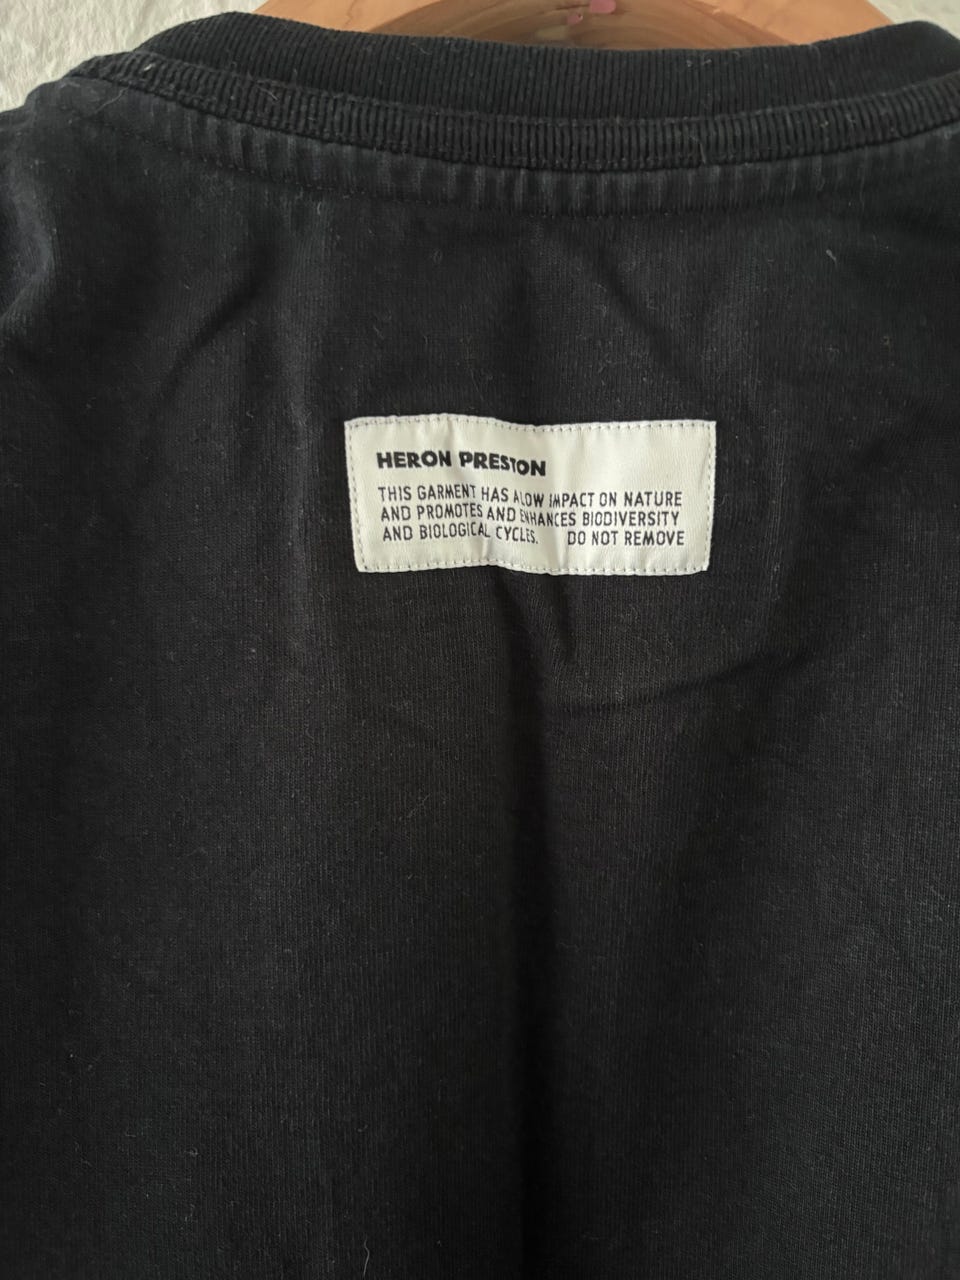 HERON PRESTON
THIS GARMENT HAS A LOW IMPACT ON NATURE
AND PROMOTES AND ENHANCES BIODIVERSITY
AND BIOLOGICAL CYCLES. DO NOT REMOVE